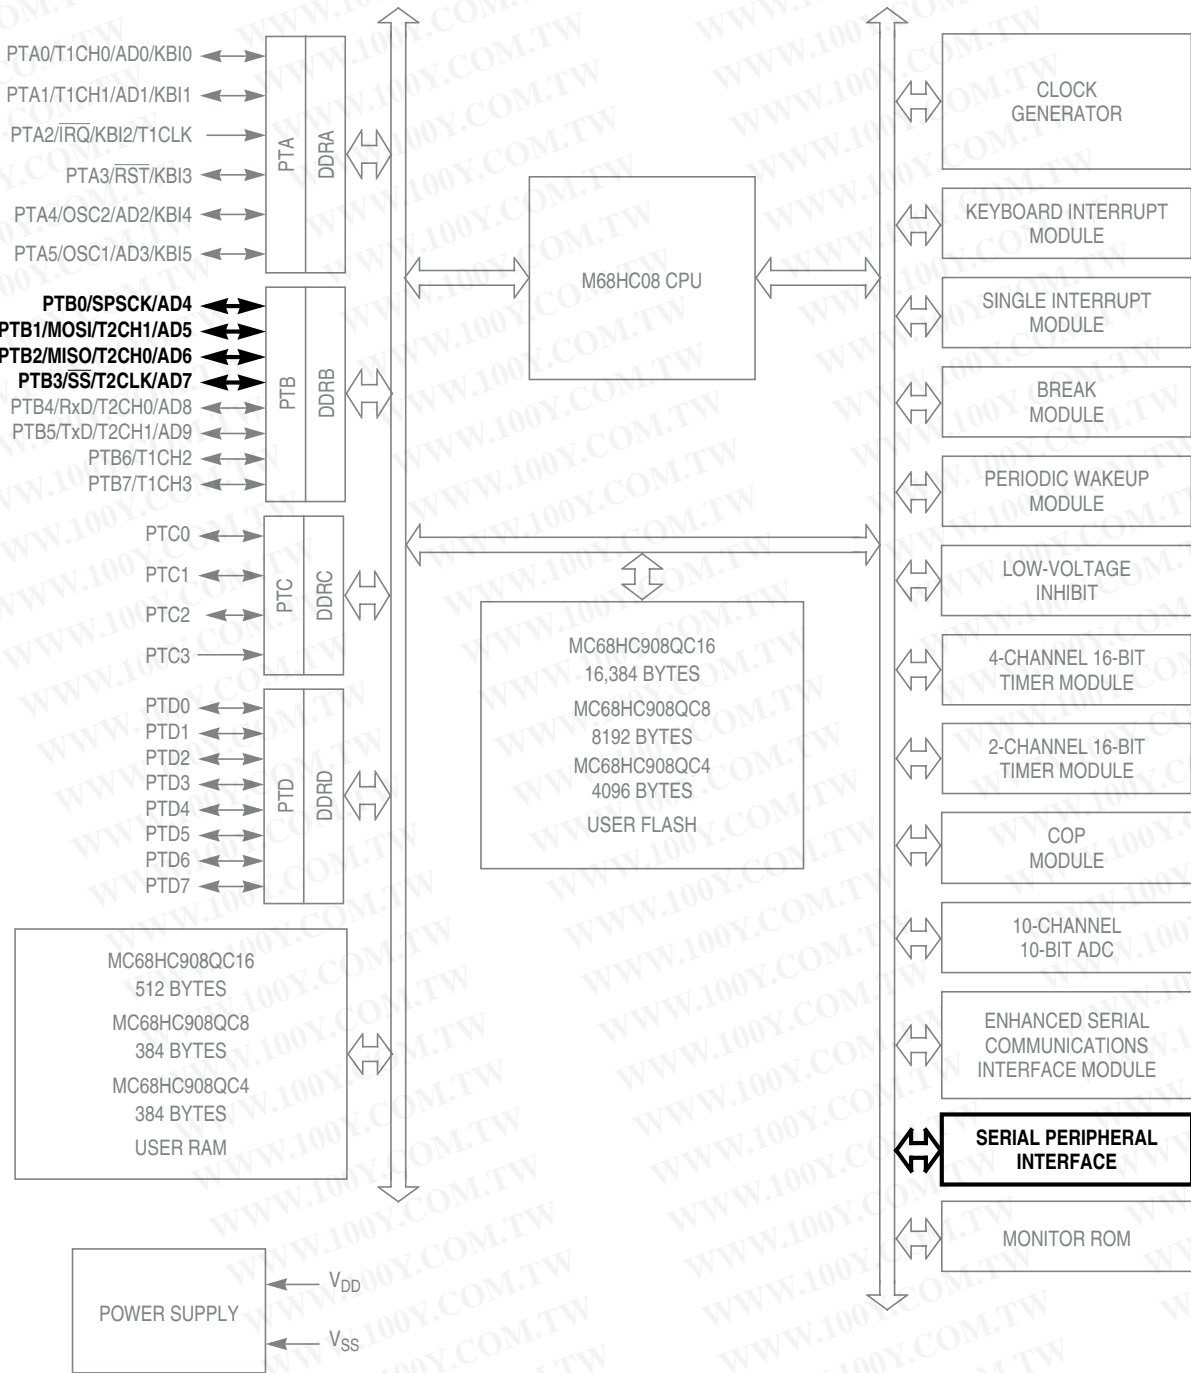 PTA0/T1CH0/AD0/KBI0
PTA1/T1CH1/AD1/KBI1
PTA2/IRQ/KBI2/T1CLK
PTA3/RST/KBI3
PTA4/OSC2/AD2/KBI4
PTA5/OSC1/AD3/KBI5
PTA
DDRA
PTB0/SPSCK/AD4
PTB1/MOSI/T2CH1/AD5
PTB2/MISO/T2CH0/AD6
PTB3/SS/T2CLK/AD7
PTB4/RxD/T2CH0/AD8
PTB5/TxD/T2CH1/AD9
PTB6/T1CH2
PTB7/T1CH3
PTB
DDRB
PTC0
PTC1
PTC2
PTC3
PTC
DDRC
PTD0
PTD1
PTD2
PTD3
PTD4
PTD5
PTD6
PTD7
PTD
DDRD
MC68HC908QC16
512 BYTES
MC68HC908QC8
384 BYTES
MC68HC908QC4
384 BYTES
USER RAM
POWER SUPPLY
VDD
VSS
M68HC08 CPU
MC68HC908QC16
16,384 BYTES
MC68HC908QC8
8192 BYTES
MC68HC908QC4
4096 BYTES
USER FLASH
CLOCK
GENERATOR
KEYBOARD INTERRUPT
MODULE
SINGLE INTERRUPT
MODULE
BREAK
MODULE
PERIODIC WAKEUP
MODULE
LOW-VOLTAGE
INHIBIT
4-CHANNEL 16-BIT
TIMER MODULE
2-CHANNEL 16-BIT
TIMER MODULE
COP
MODULE
10-CHANNEL
10-BIT ADC
ENHANCED SERIAL
COMMUNICATIONS
INTERFACE MODULE
SERIAL PERIPHERAL
INTERFACE
MONITOR ROM
WWW.100Y.COM.TW